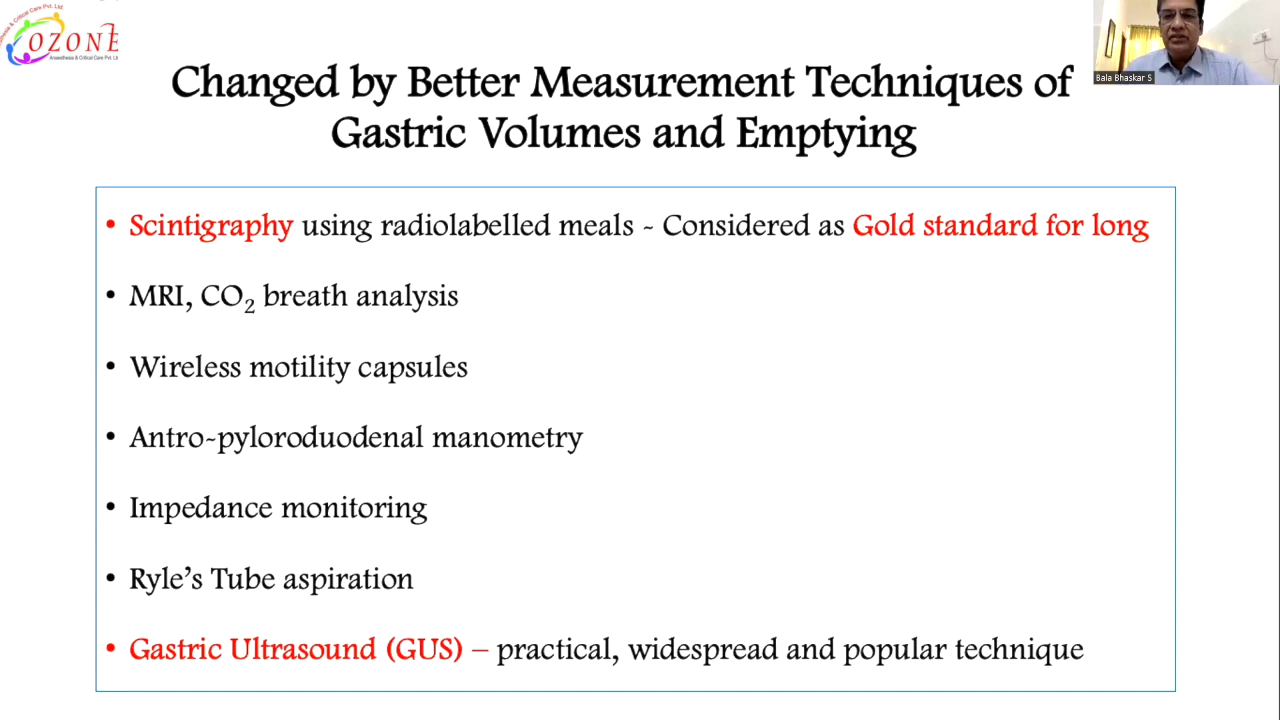 OZONE
Anaesthesia & Critical Care Pvt. Lt
Bala Bhaskar S
Changed by Better Measurement Techniques of
Gastric Volumes and Emptying
• Scintigraphy using radiolabelled meals - Considered as Gold standard for long
• MRI, CO₂ breath analysis
• Wireless motility capsules
• Antro-pyloroduodenal manometry
• Impedance monitoring
• Ryle’s Tube aspiration
• Gastric Ultrasound (GUS) – practical, widespread and popular technique